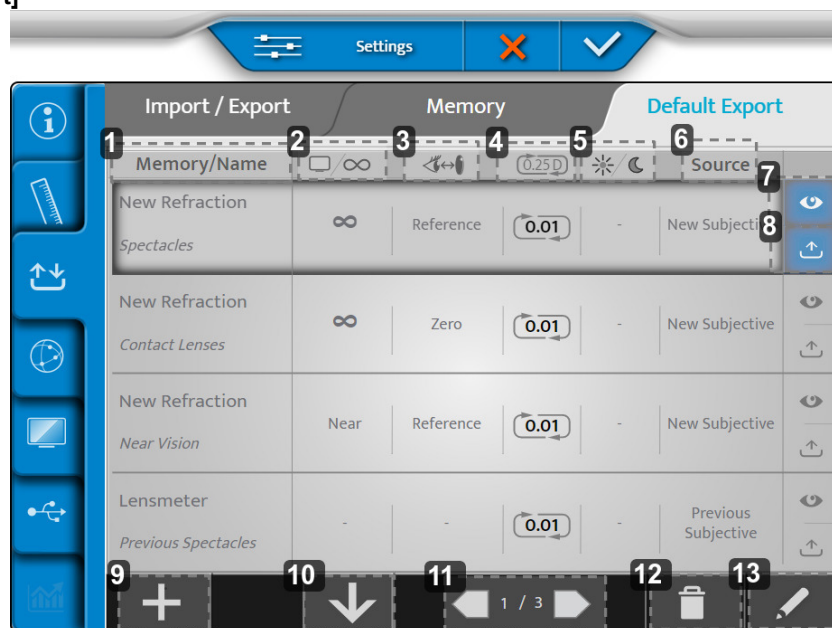 t]
Settings
Import / Export Memory Default Export
1 2 3 4 5 6
Memory/Name 0.25 D Source
7
New Refraction
Spectacles
∞ Reference 0.01 - New Subjecti
8
New Refraction
Contact Lenses
∞ Zero 0.01 - New Subjective
New Refraction
Near Vision
Near Reference 0.01 - New Subjective
Lensmeter
Previous Spectacles
- - 0.01 - Previous
Subjective
9 10 11 12 13
1 / 3